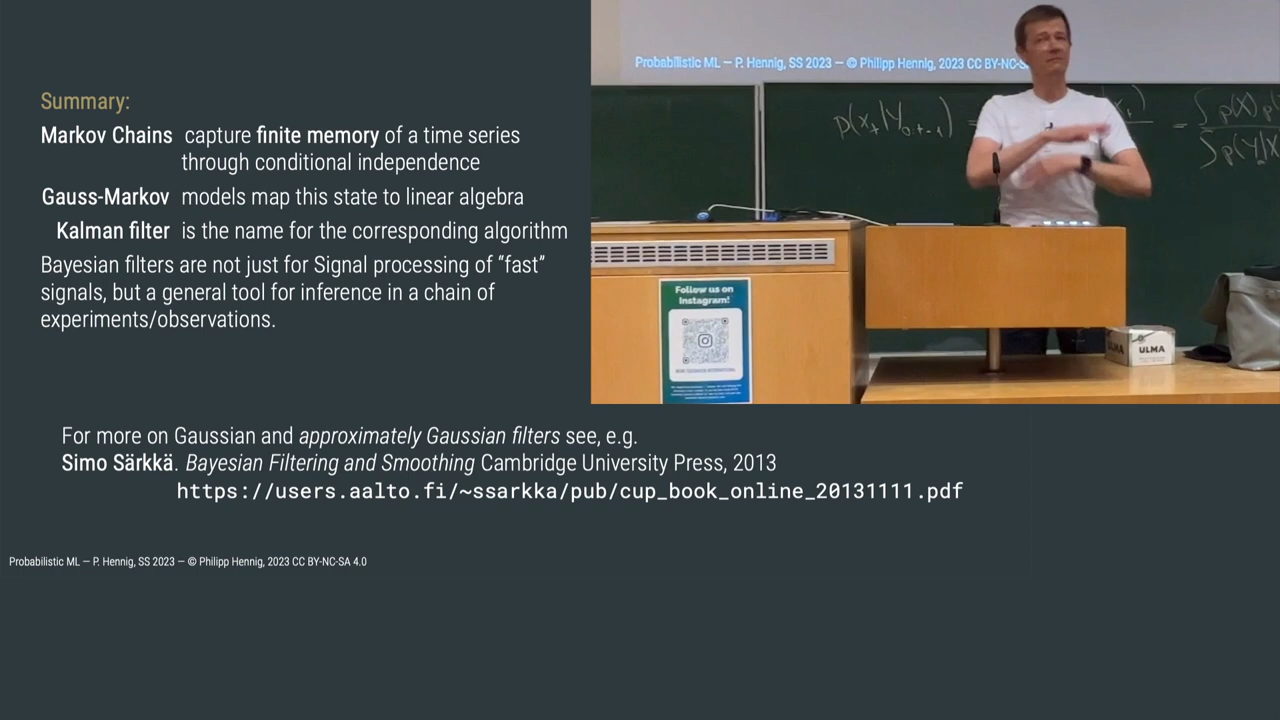 Summary:
Markov Chains capture finite memory of a time series
through conditional independence
Gauss-Markov models map this state to linear algebra
Kalman filter is the name for the corresponding algorithm
Bayesian filters are not just for Signal processing of “fast”
signals, but a general tool for inference in a chain of
experiments/observations.
Probabilistic ML — P. Hennig, SS 2023 — © Philipp Hennig, 2023 CC BY-NC-S
Follow us on
Instagram!
ULMA
For more on Gaussian and approximately Gaussian filters see, e.g.
Simo Särkkä. Bayesian Filtering and Smoothing Cambridge University Press, 2013
https://users.aalto.fi/~ssarkka/pub/cup_book_online_20131111.pdf
Probabilistic ML — P. Hennig, SS 2023 — © Philipp Hennig, 2023 CC BY-NC-SA 4.0